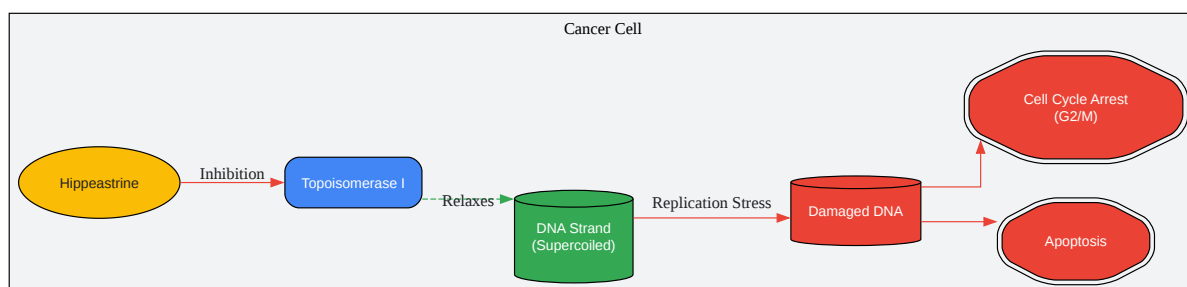 Cancer Cell
Hippeastrine
Inhibition
Topoisomerase I
Relaxes
DNA Strand
(Supercoiled)
Replication Stress
Damaged DNA
Cell Cycle Arrest
(G2/M)
Apoptosis